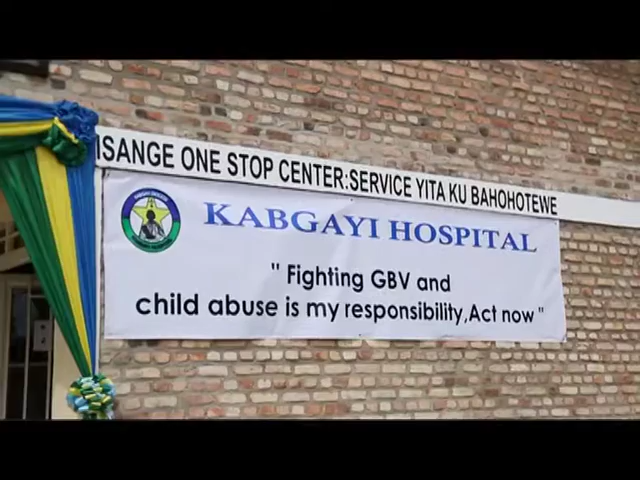 ISANGE ONE STOP CENTER:SERVICE YITA KU BAHOHOTEWE
KABGAYI HOSPITAL
" Fighting GBV and
child abuse is my responsibility,Act now "